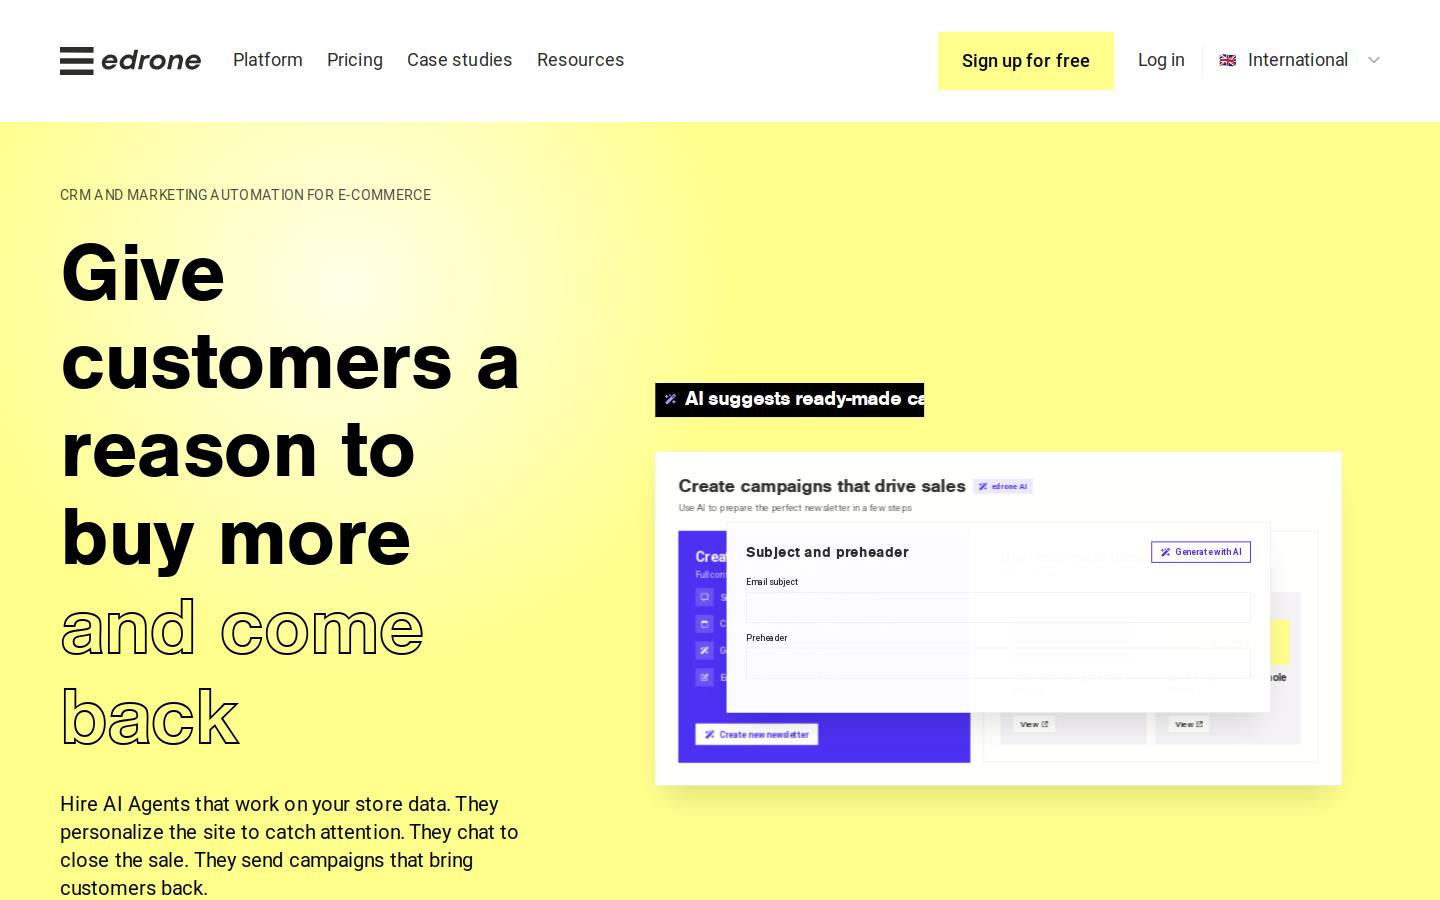 edrone
Platform
Pricing
Case studies
Resources
Sign up for free
Log in
International
CRM AND MARKETING AUTOMATION FOR E-COMMERCE
Give
customers a
reason to
buy more
and come
back
Hire AI Agents that work on your store data. They
personalize the site to catch attention. They chat to
close the sale. They send campaigns that bring
customers back.
AI suggests ready-made ca
Create campaigns that drive sales
edrone AI
Use AI to prepare the perfect newsletter in a few steps
Subject and preheader
Generate with AI
Email subject
Preheader
View
View
Create new newsletter